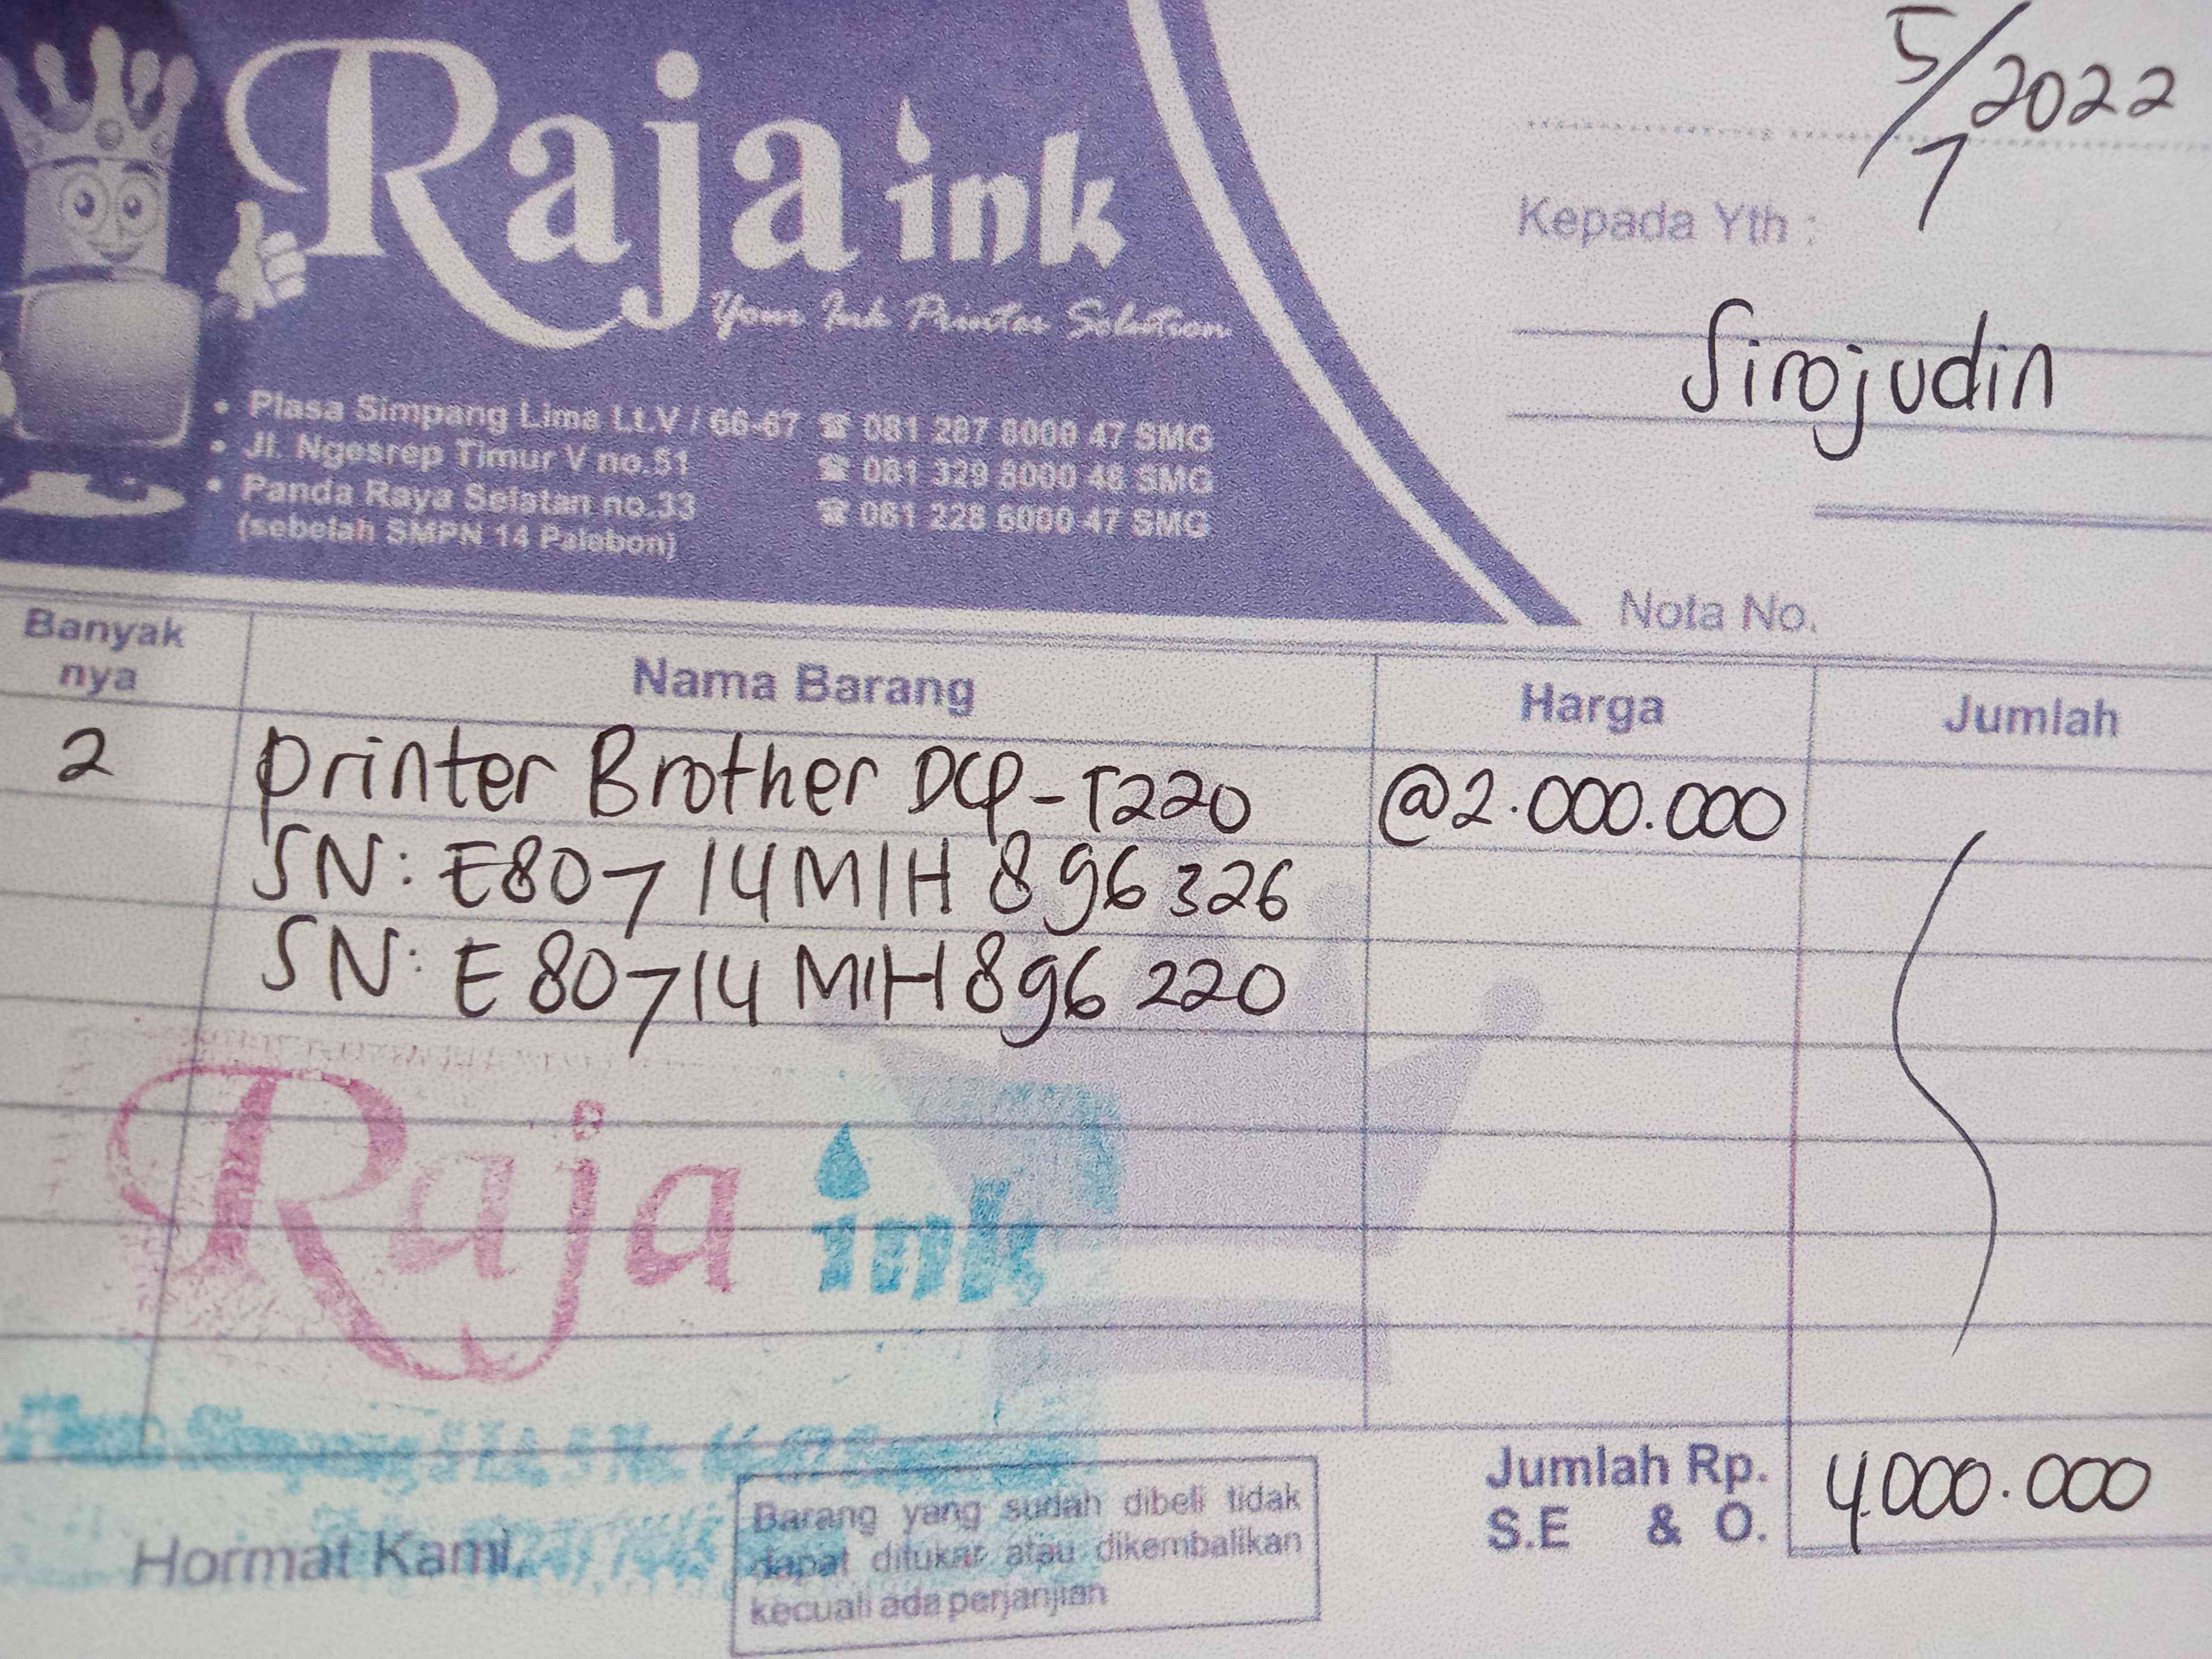 5/7 2022
Raja ink
Your Ink Printer Solution
Kepada Yth :
Sirojudin
• Plasa Simpang Lima Lt.V / 66-67 ☎ 081 287 8000 47 SMG
• Jl. Ngesrep Timur V no.51 ☎ 081 329 8000 48 SMG
• Panda Raya Selatan no.33 ☎ 081 228 6000 47 SMG
(sebelah SMPN 14 Palebon)
Nota No.
Banyak
nya
Nama Barang
Harga
Jumlah
2 printer Brother DCP-T220 @2.000.000
SN: E80714M1H896326
SN: E80714M1H896220
Raja ink
Jumlah Rp. 4.000.000
S.E & O.
Hormat Kami,
Barang yang sudah dibeli tidak
dapat ditukar atau dikembalikan
kecuali ada perjanjian